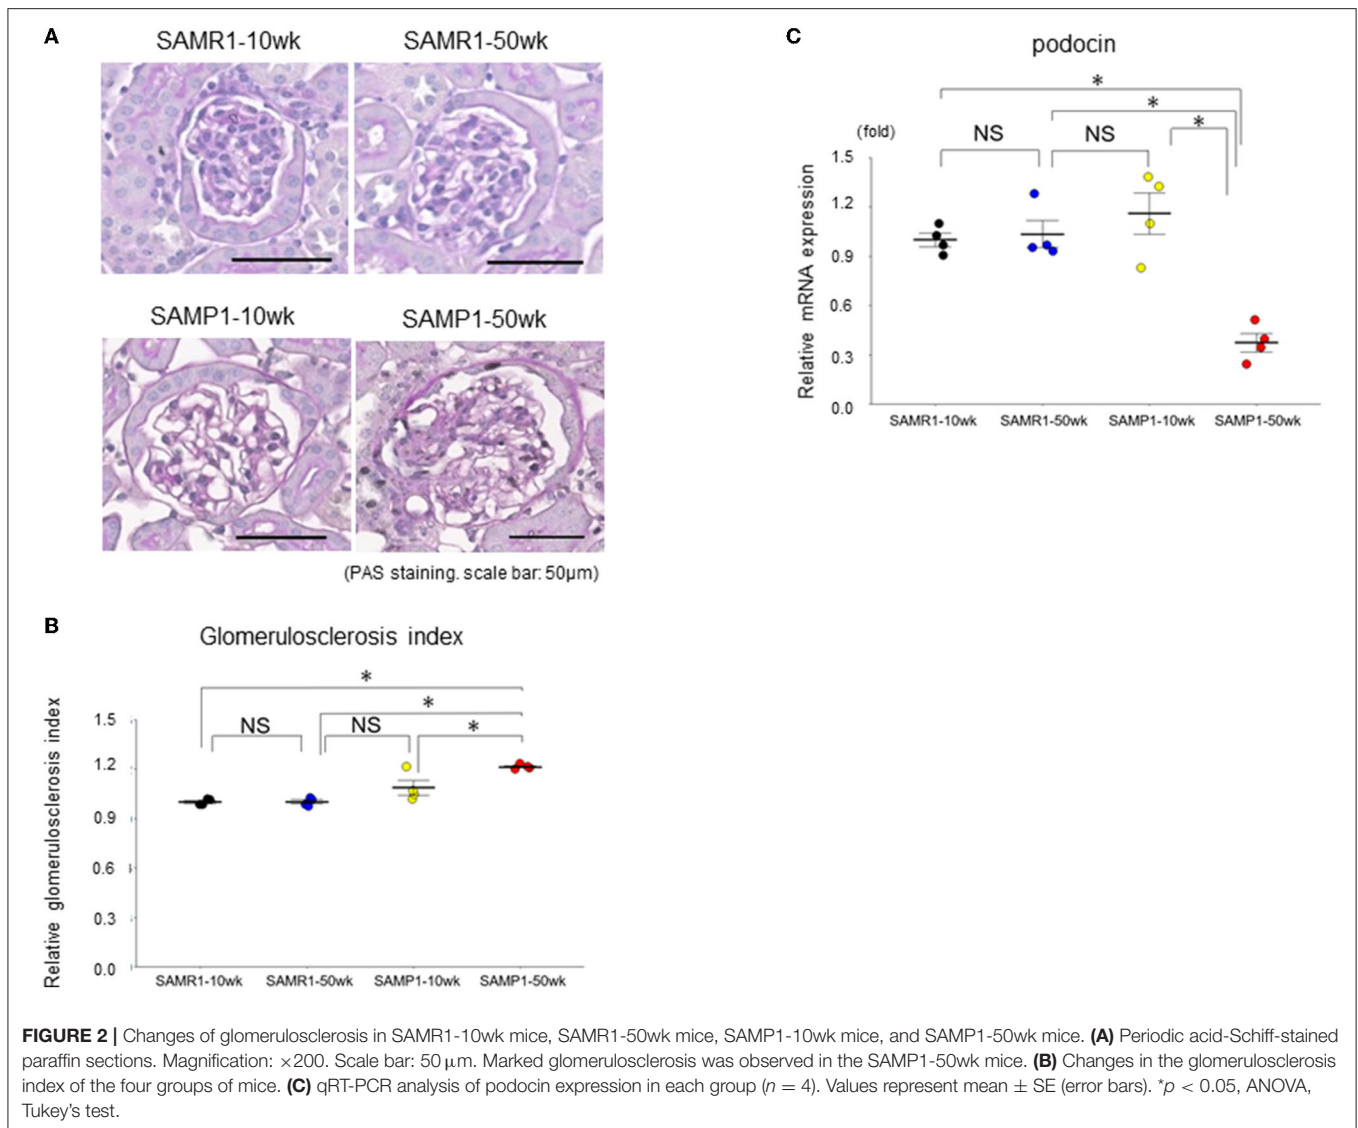 A
SAMR1-10wk
SAMR1-50wk
SAMP1-10wk
SAMP1-50wk
(PAS staining. scale bar: 50μm)
B
Glomerulosclerosis index
*
*
NS
NS
*
Relative glomerulosclerosis index
1.5
1.2
0.9
0.6
0.3
0.0
SAMR1-10wk
SAMR1-50wk
SAMP1-10wk
SAMP1-50wk
C
podocin
*
*
*
(fold)
NS
NS
Relative mRNA expression
1.5
1.2
0.9
0.6
0.3
0.0
SAMR1-10wk
SAMR1-50wk
SAMP1-10wk
SAMP1-50wk
FIGURE 2 | Changes of glomerulosclerosis in SAMR1-10wk mice, SAMR1-50wk mice, SAMP1-10wk mice, and SAMP1-50wk mice. (A) Periodic acid-Schiff-stained
paraffin sections. Magnification: ×200. Scale bar: 50 μm. Marked glomerulosclerosis was observed in the SAMP1-50wk mice. (B) Changes in the glomerulosclerosis
index of the four groups of mice. (C) qRT-PCR analysis of podocin expression in each group (n = 4). Values represent mean ± SE (error bars). *p < 0.05, ANOVA,
Tukey's test.